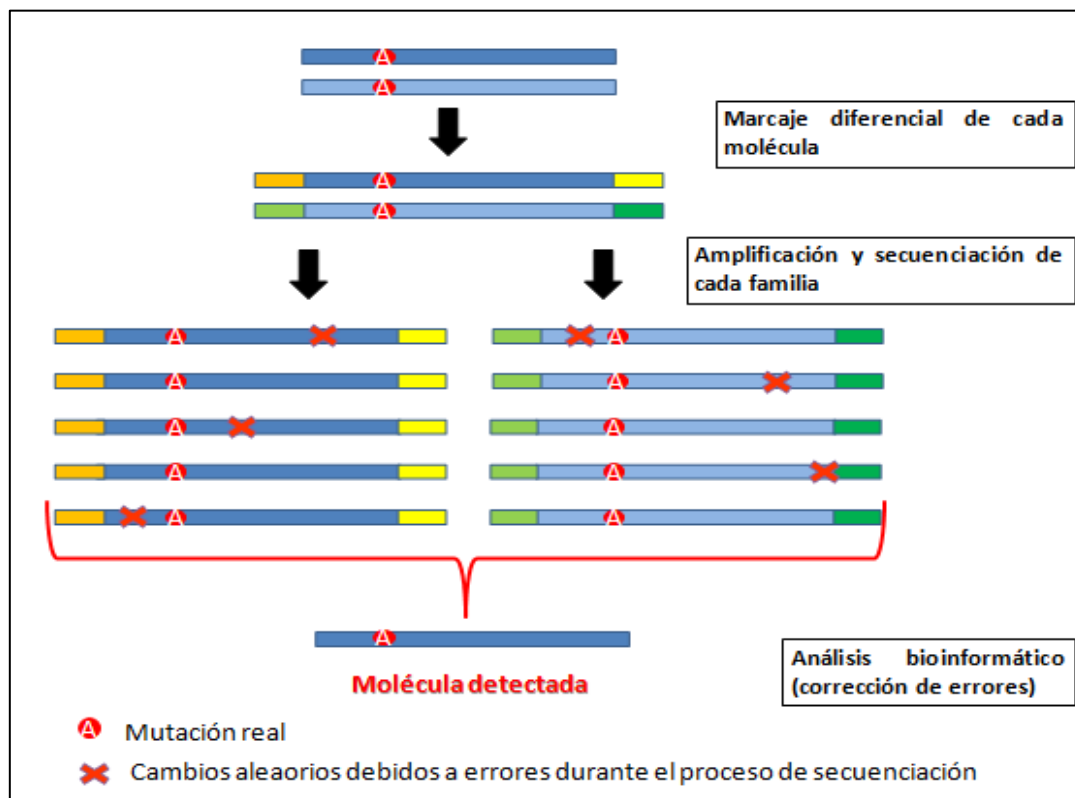 A
A
Marcaje diferencial de cada
molécula
A
A
Amplificación y secuenciación de
cada familia
A A
A A
A A
A A
A A
A
Molécula detectada
Análisis bioinformático
(corrección de errores)
A Mutación real
Cambios aleaorios debidos a errores durante el proceso de secuenciación